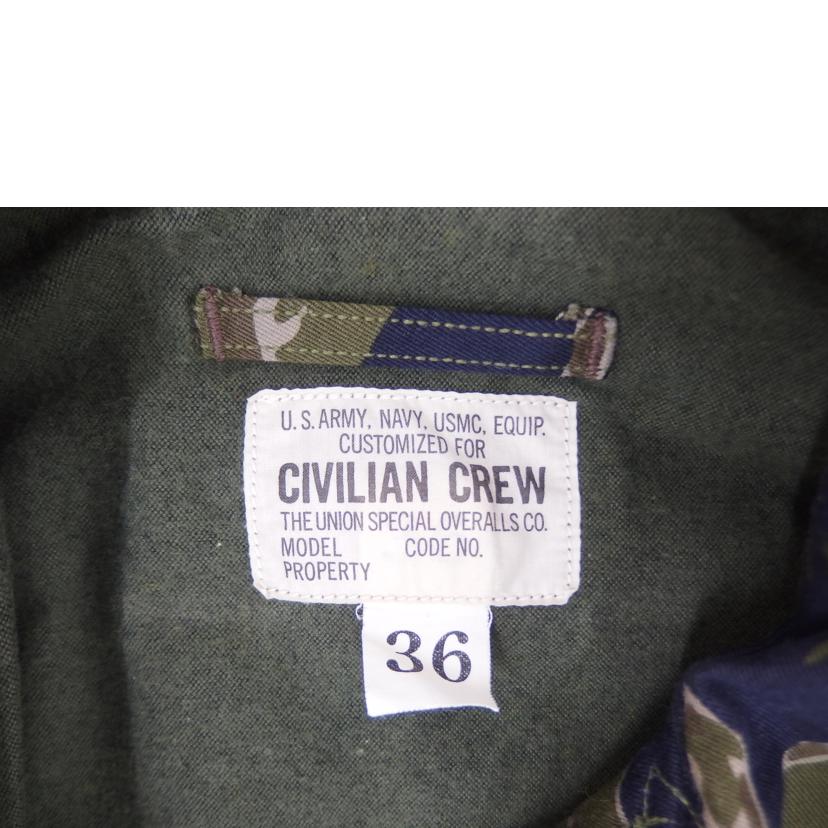 U.S. ARMY, NAVY, USMC, EQUIP.
CUSTOMIZED FOR
CIVILIAN CREW
THE UNION SPECIAL OVERALLS CO.
MODEL CODE NO.
PROPERTY
36